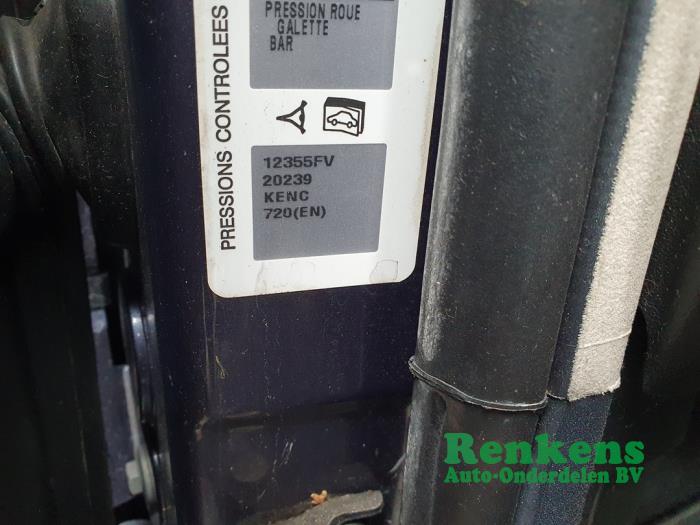 PRESSION ROUE
GALETTE
BAR
PRESSIONS CONTROLEES
12355FV
20239
KENC
720(EN)
Renkens
Auto-Onderdelen BV